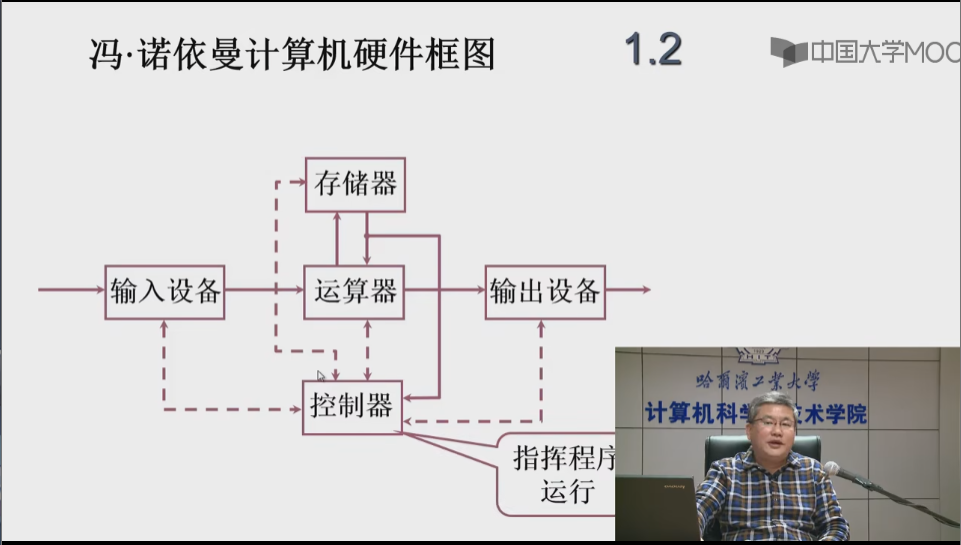 冯·诺依曼计算机硬件框图
1.2
中国大学MOO
存储器
输入设备
运算器
输出设备
控制器
指挥程序
运行
哈尔滨工业大学
计算机科学技术学院